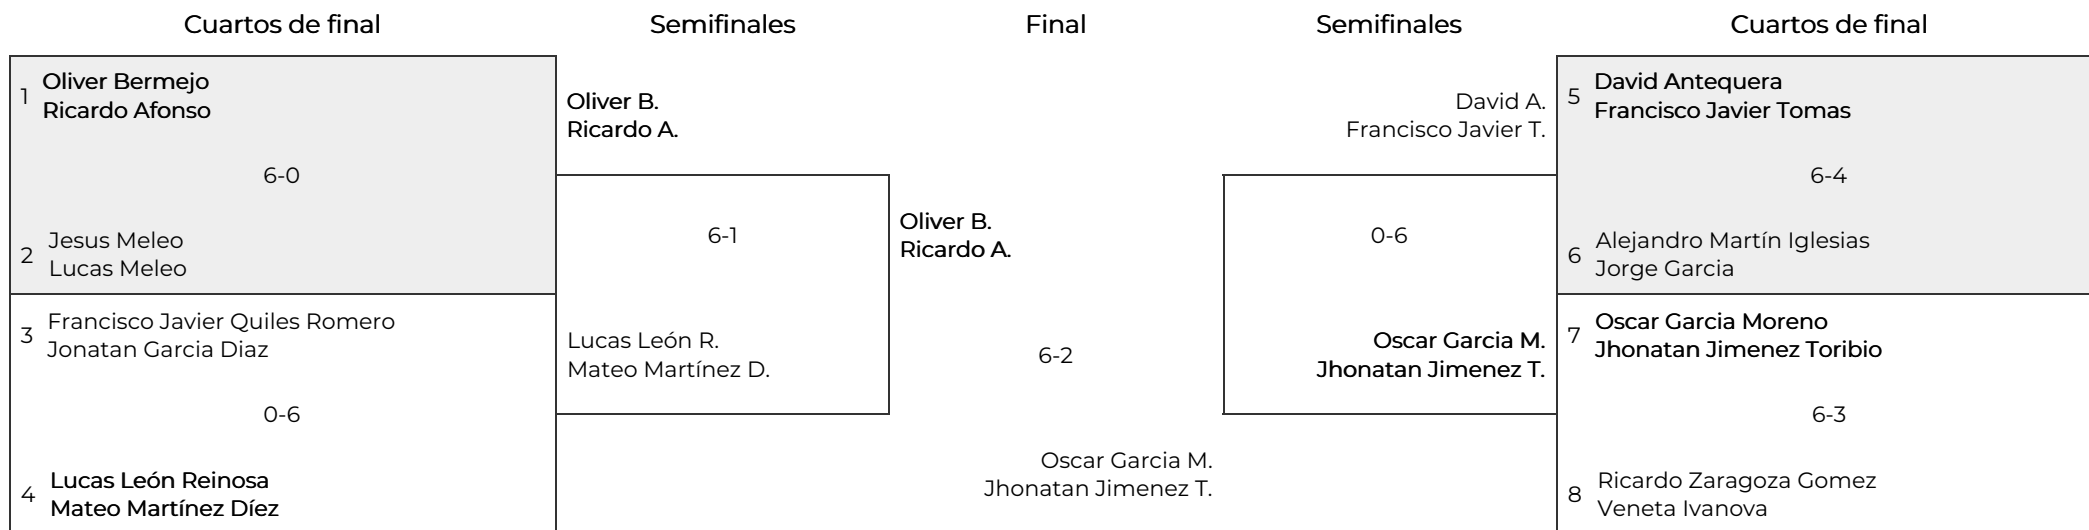 Cuartos de final
Semifinales
Final
Semifinales
Cuartos de final
1
Oliver Bermejo
Ricardo Afonso
6-0
2
Jesus Meleo
Lucas Meleo
3
Francisco Javier Quiles Romero
Jonatan Garcia Diaz
0-6
4
Lucas León Reinosa
Mateo Martínez Díez
Oliver B.
Ricardo A.
6-1
Lucas León R.
Mateo Martínez D.
Oliver B.
Ricardo A.
6-2
Oscar Garcia M.
Jhonatan Jimenez T.
David A.
Francisco Javier T.
0-6
Oscar Garcia M.
Jhonatan Jimenez T.
5
David Antequera
Francisco Javier Tomas
6-4
6
Alejandro Martín Iglesias
Jorge Garcia
7
Oscar Garcia Moreno
Jhonatan Jimenez Toribio
6-3
8
Ricardo Zaragoza Gomez
Veneta Ivanova